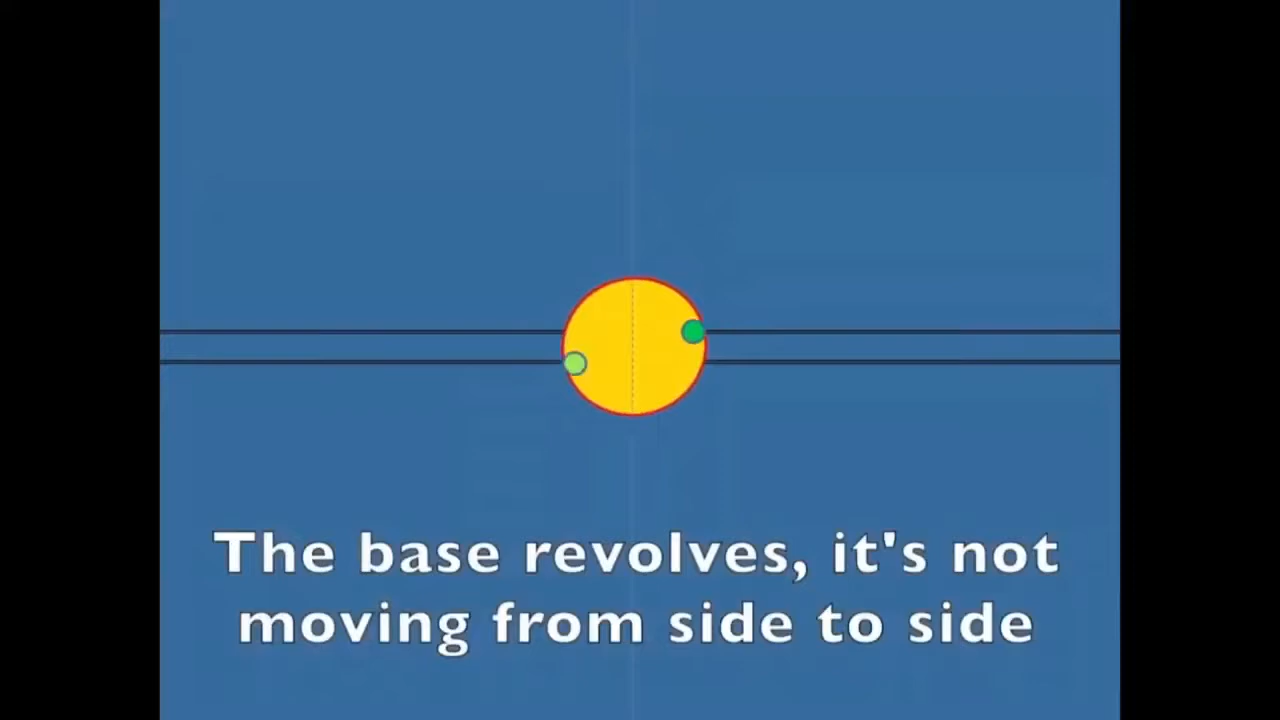 The base revolves, it's not
moving from side to side